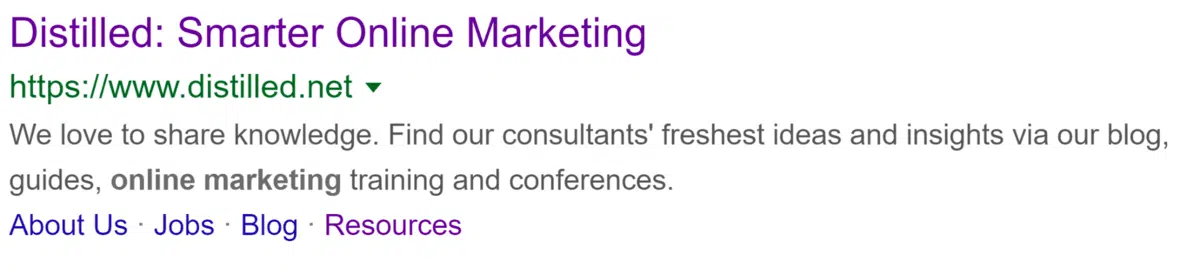 Distilled: Smarter Online Marketing
https://www.distilled.net
We love to share knowledge. Find our consultants' freshest ideas and insights via our blog,
guides, online marketing training and conferences.
About Us · Jobs · Blog · Resources